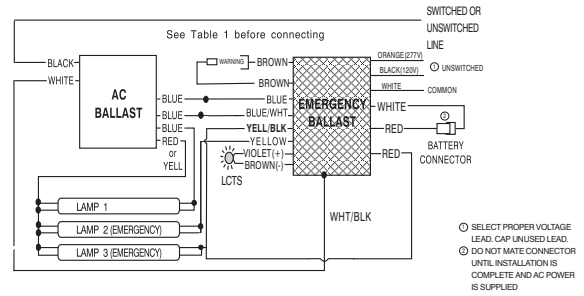 See Table 1 before connecting
SWITCHED OR
UNSWITCHED
LINE
BLACK
WHITE
AC
BALLAST
BLUE
BLUE
BLUE
RED
or
YELL
WARNING
BROWN
BROWN
BLUE
BLUE/WHT
YELL/BLK
YELLOW
VIOLET(+)
BROWN(-)
LCTS
EMERGENCY
BALLAST
ORANGE(277V)
BLACK(120V)
① UNSWITCHED
WHITE
COMMON
WHITE
RED
②
BATTERY
CONNECTOR
RED
WHT/BLK
LAMP 1
LAMP 2 (EMERGENCY)
LAMP 3 (EMERGENCY)
① SELECT PROPER VOLTAGE
LEAD. CAP UNUSED LEAD.
② DO NOT MATE CONNECTOR
UNTIL INSTALLATION IS
COMPLETE AND AC POWER
IS SUPPLIED